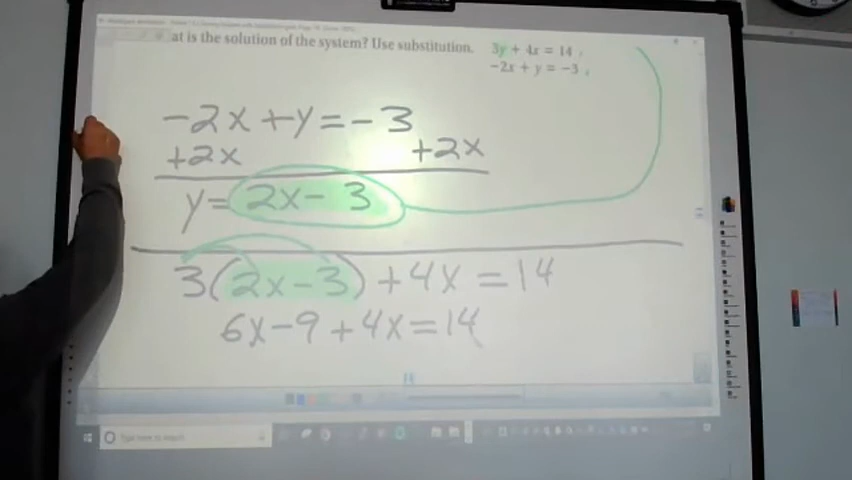 at is the solution of the system? Use substitution.
3y + 4x = 14
-2x + y = -3
-2x + y = -3
+2x +2x
y = 2x - 3
3(2x - 3) + 4x = 14
6x - 9 + 4x = 14
Type here to search